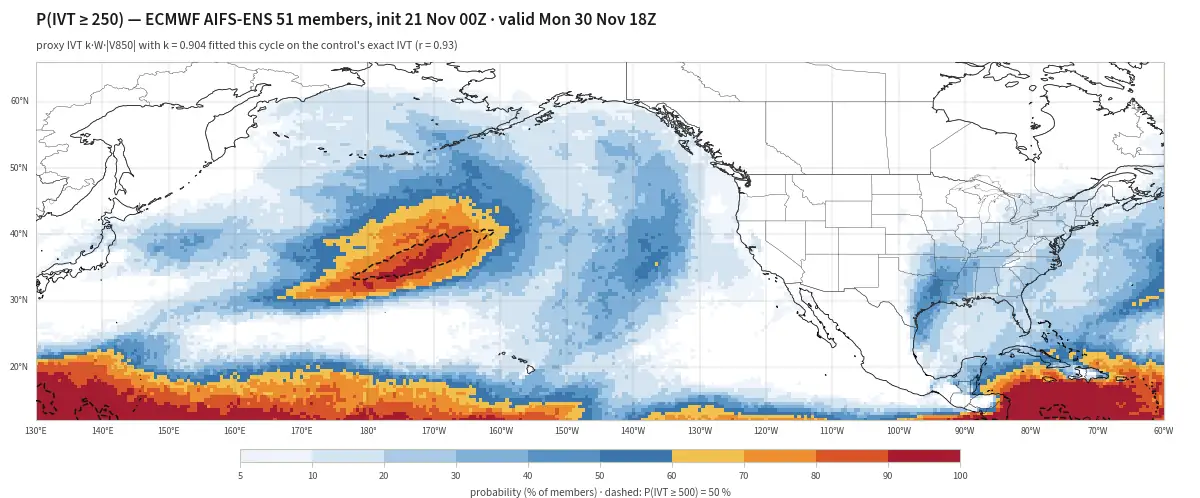 P(IVT ≥ 250) — ECMWF AIFS-ENS 51 members, init 21 Nov 00Z · valid Mon 30 Nov 18Z
proxy IVT k·W·|V850| with k = 0.904 fitted this cycle on the control's exact IVT (r = 0.93)
60°N
50°N
40°N
30°N
20°N
130°E 140°E 150°E 160°E 170°E 180° 170°W 160°W 150°W 140°W 130°W 120°W 110°W 100°W 90°W 80°W 70°W 60°W
5 10 20 30 40 50 60 70 80 90 100
probability (% of members) · dashed: P(IVT ≥ 500) = 50 %